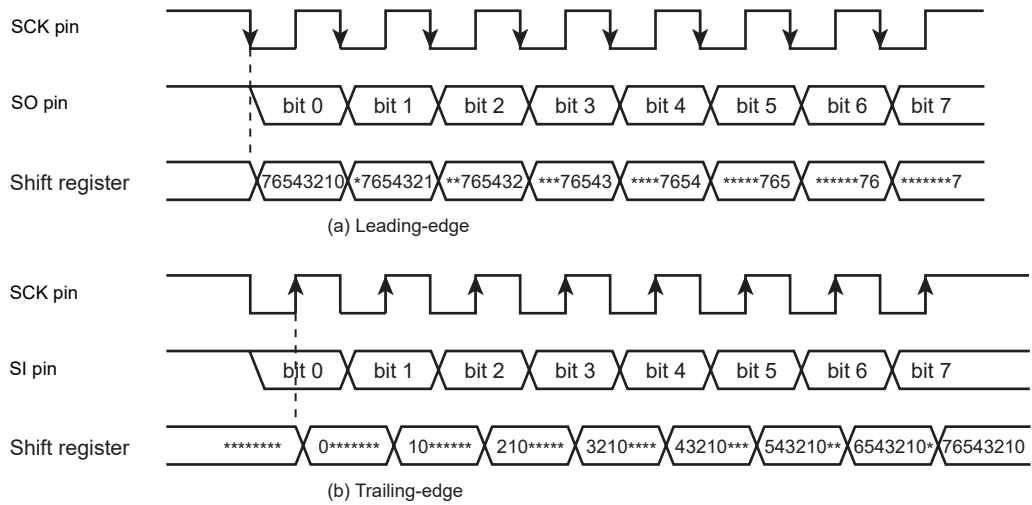 SCK pin
SO pin bit 0 bit 1 bit 2 bit 3 bit 4 bit 5 bit 6 bit 7
Shift register 76543210 *7654321 **765432 ***76543 ****7654 *****765 ******76 *******7
(a) Leading-edge
SCK pin
SI pin bit 0 bit 1 bit 2 bit 3 bit 4 bit 5 bit 6 bit 7
Shift register ******** 0******* 10****** 210***** 3210**** 43210*** 543210** 6543210* 76543210
(b) Trailing-edge